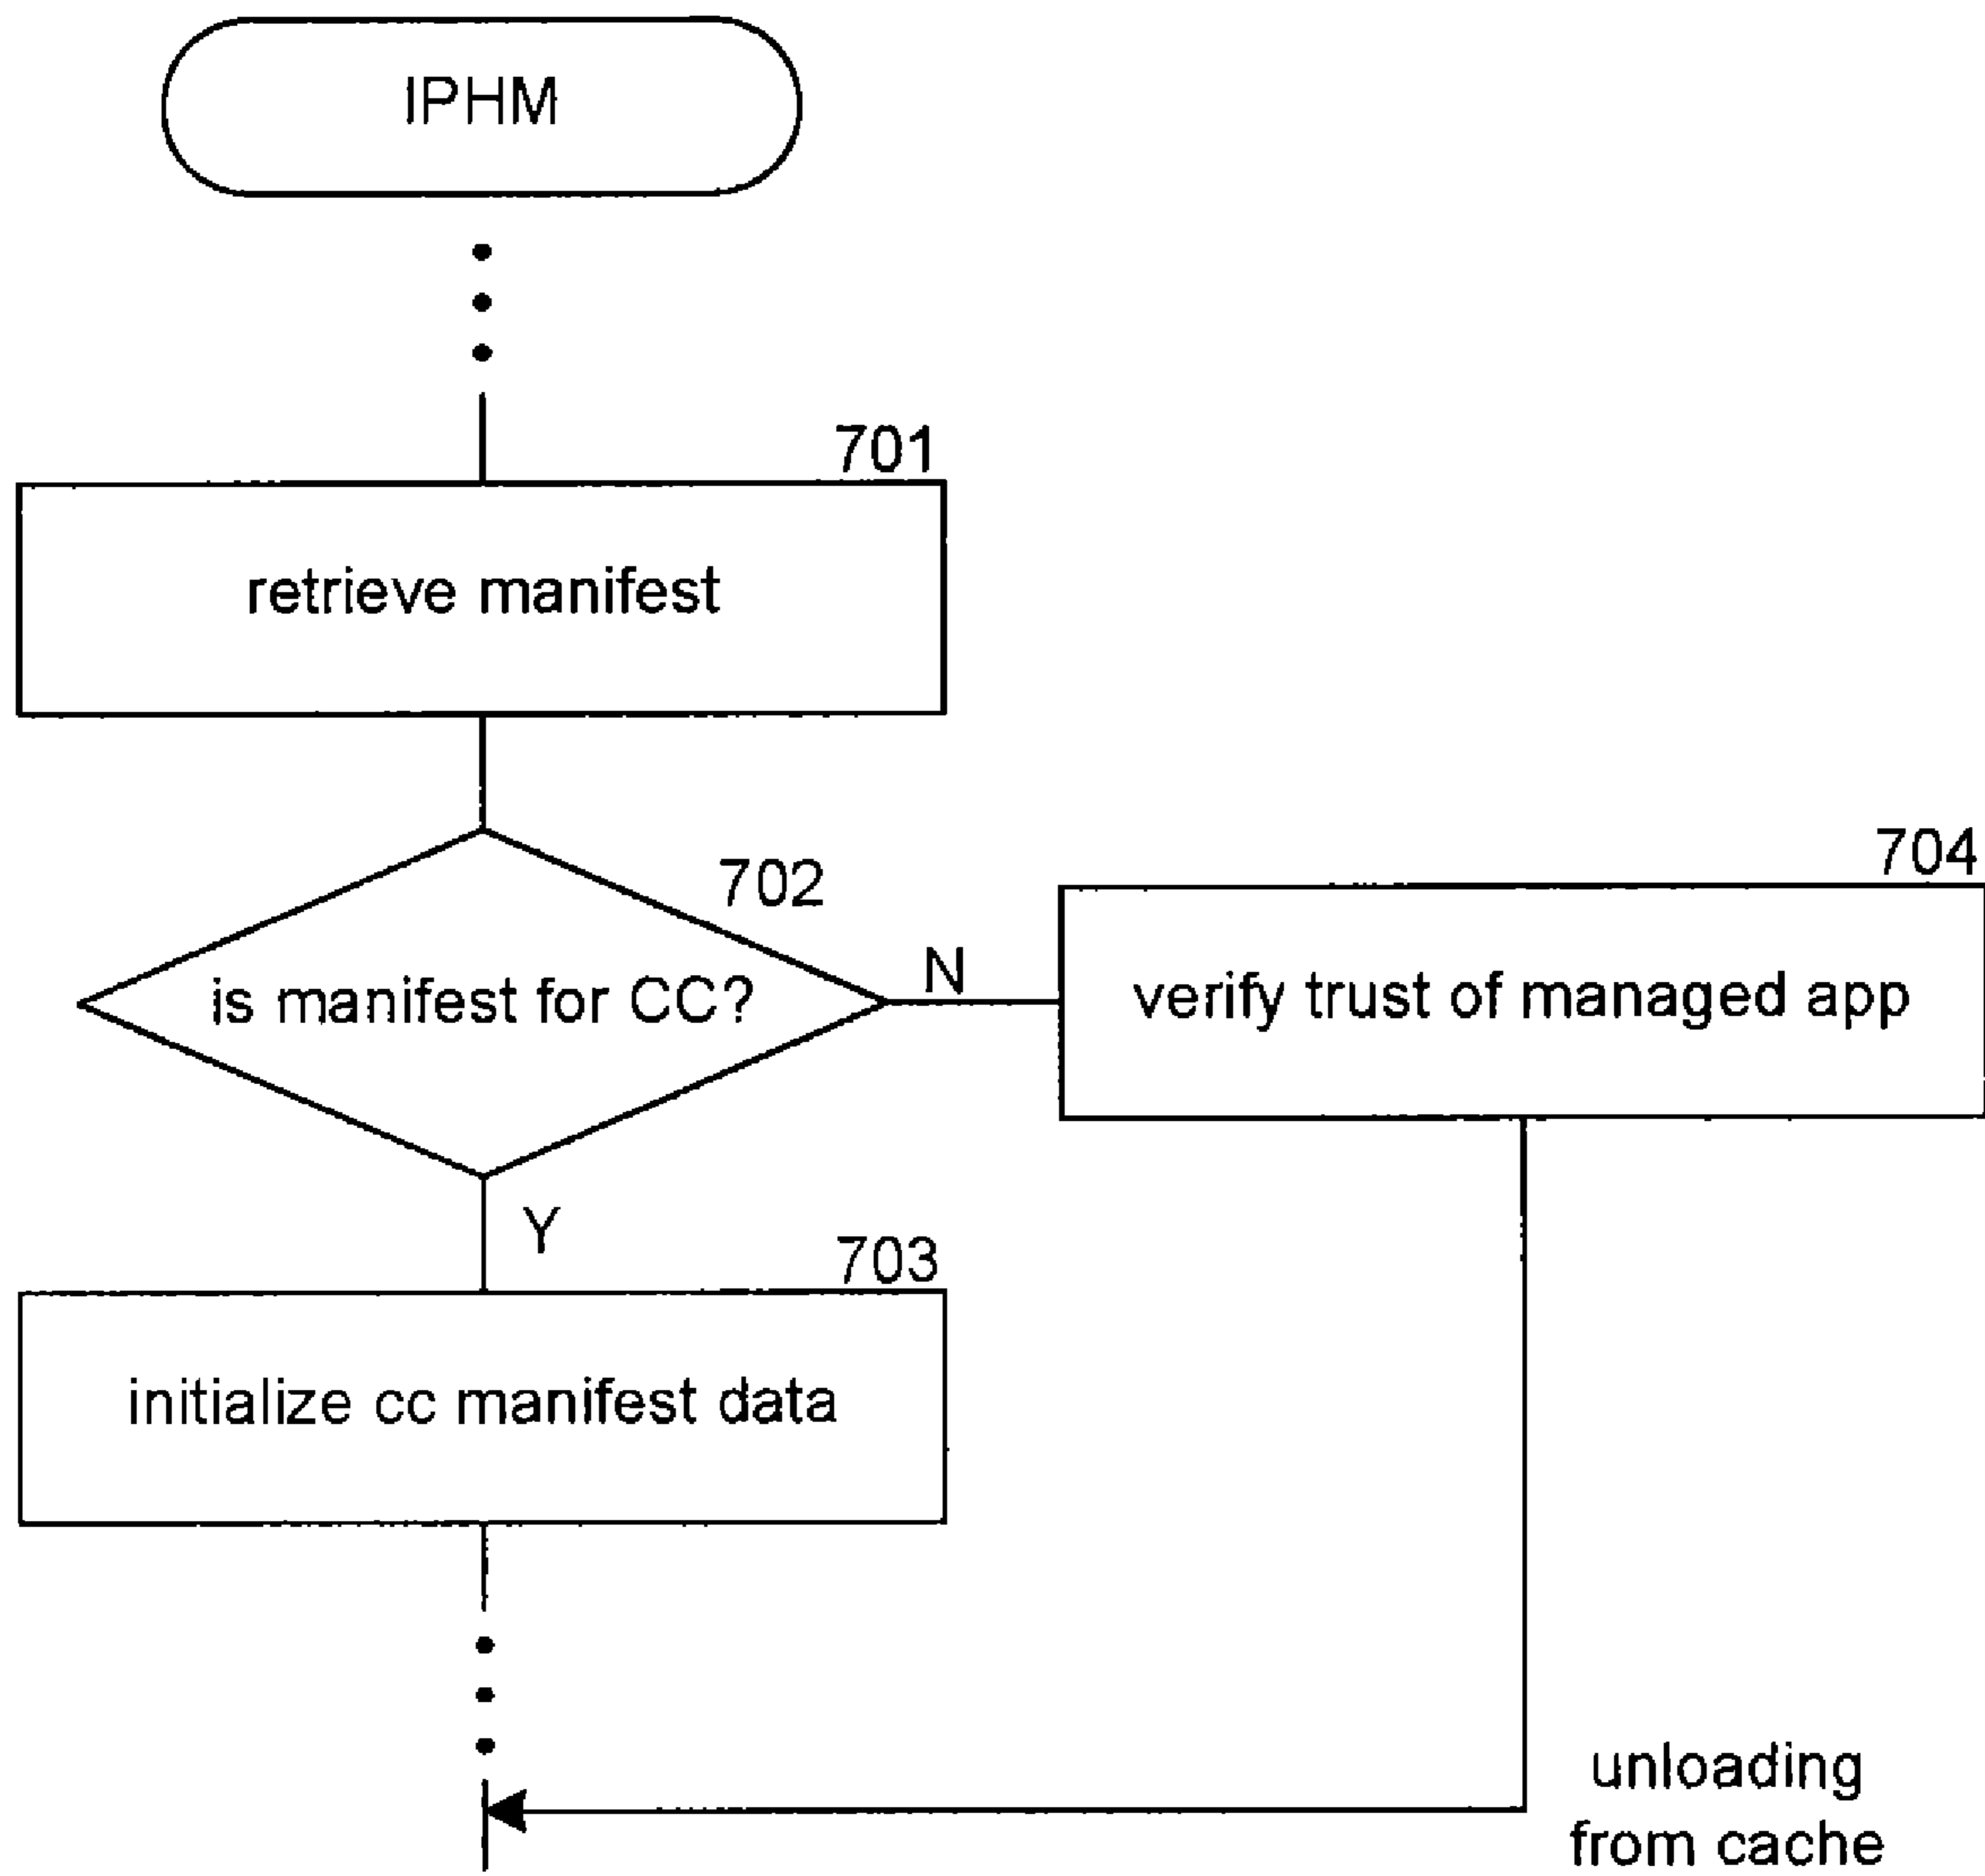 IPHM
701
retrieve manifest
702
704
is manifest for CC?
N
verify trust of managed app
Y
703
initialize cc manifest data
unloading
from cache